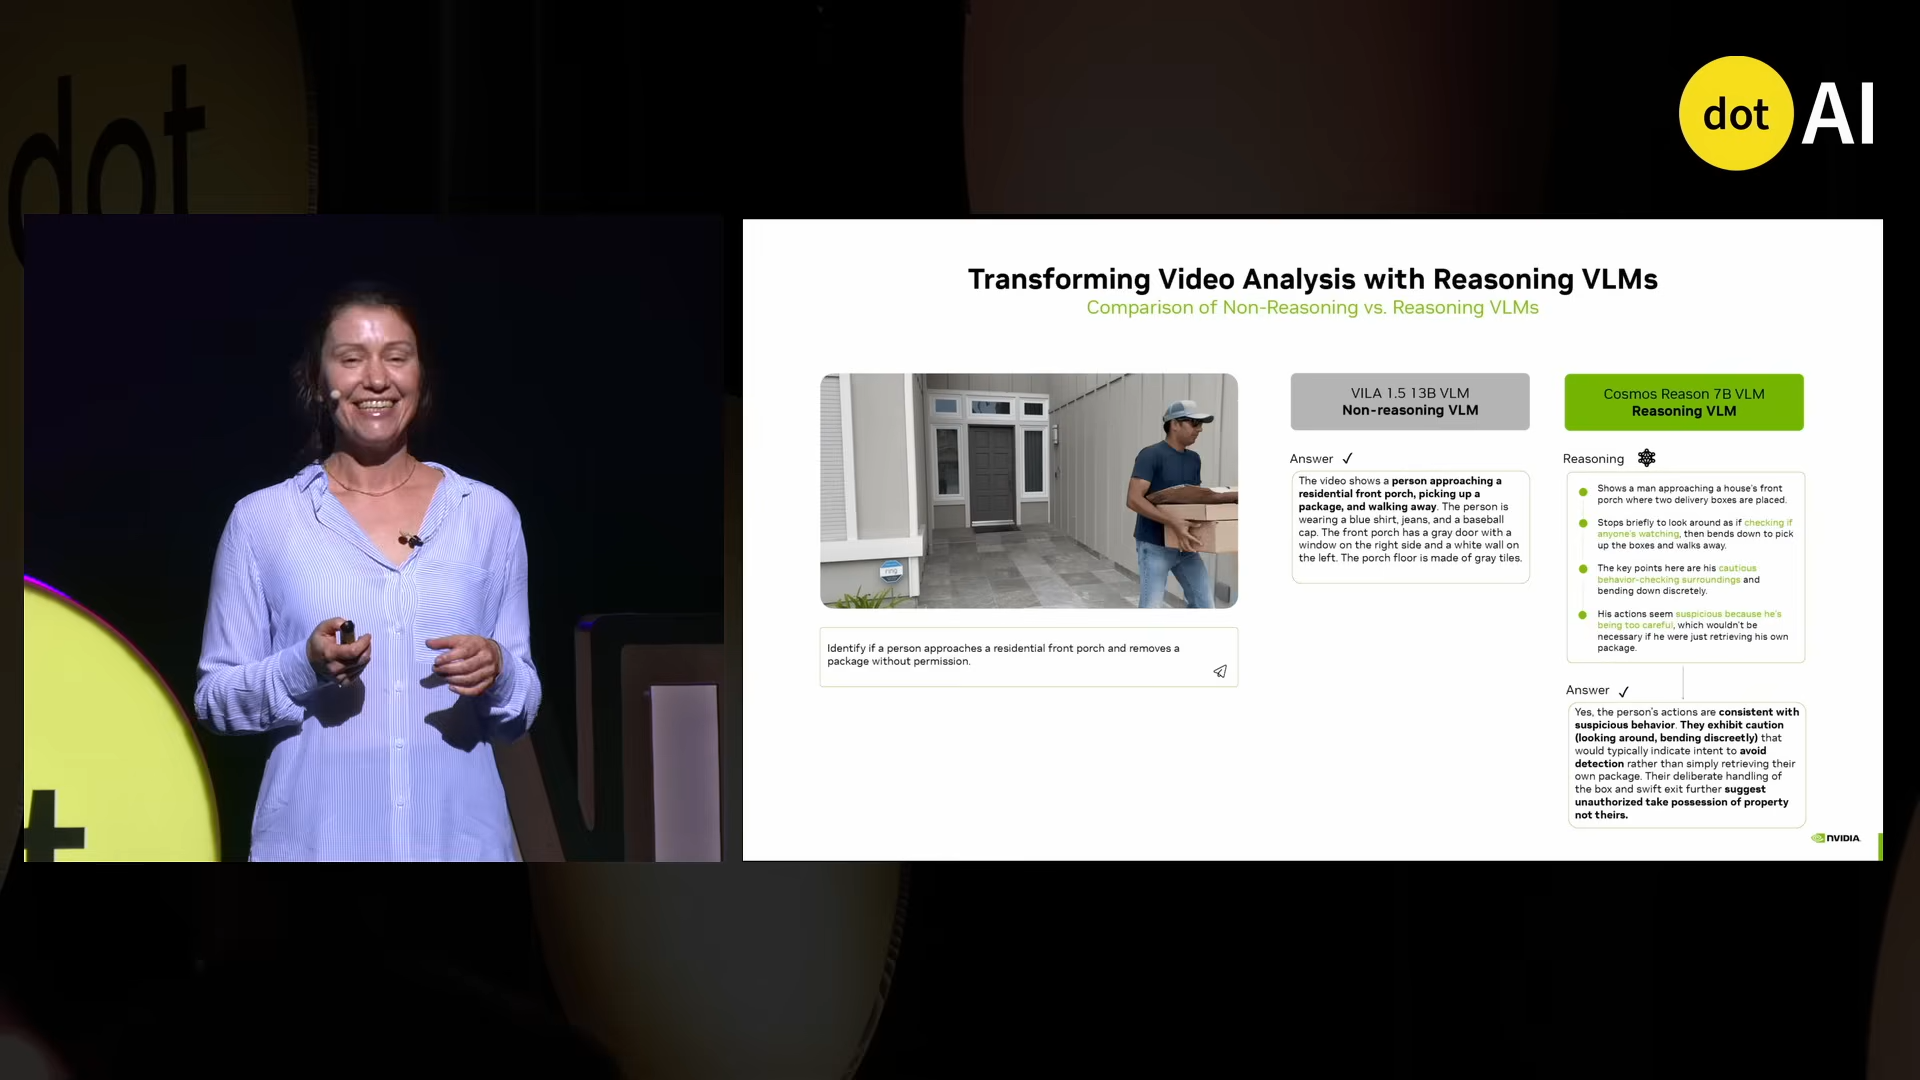 dot
dot AI
t
Transforming Video Analysis with Reasoning VLMs
Comparison of Non-Reasoning vs. Reasoning VLMs
ring
Identify if a person approaches a residential front porch and removes a
package without permission.
VILA 1.5 13B VLM
Non-reasoning VLM
Answer ✓
The video shows a person approaching a
residential front porch, picking up a
package, and walking away. The person is
wearing a blue shirt, jeans, and a baseball
cap. The front porch has a gray door with a
window on the right side and a white wall on
the left. The porch floor is made of gray tiles.
Cosmos Reason 7B VLM
Reasoning VLM
Reasoning
Shows a man approaching a house's front
porch where two delivery boxes are placed.
Stops briefly to look around as if checking if
anyone's watching, then bends down to pick
up the boxes and walks away.
The key points here are his cautious
behavior-checking surroundings and
bending down discretely.
His actions seem suspicious because he's
being too careful, which wouldn't be
necessary if he were just retrieving his own
package.
Answer ✓
Yes, the person's actions are consistent with
suspicious behavior. They exhibit caution
(looking around, bending discreetly) that
would typically indicate intent to avoid
detection rather than simply retrieving their
own package. Their deliberate handling of
the box and swift exit further suggest
unauthorized take possession of property
not theirs.
NVIDIA